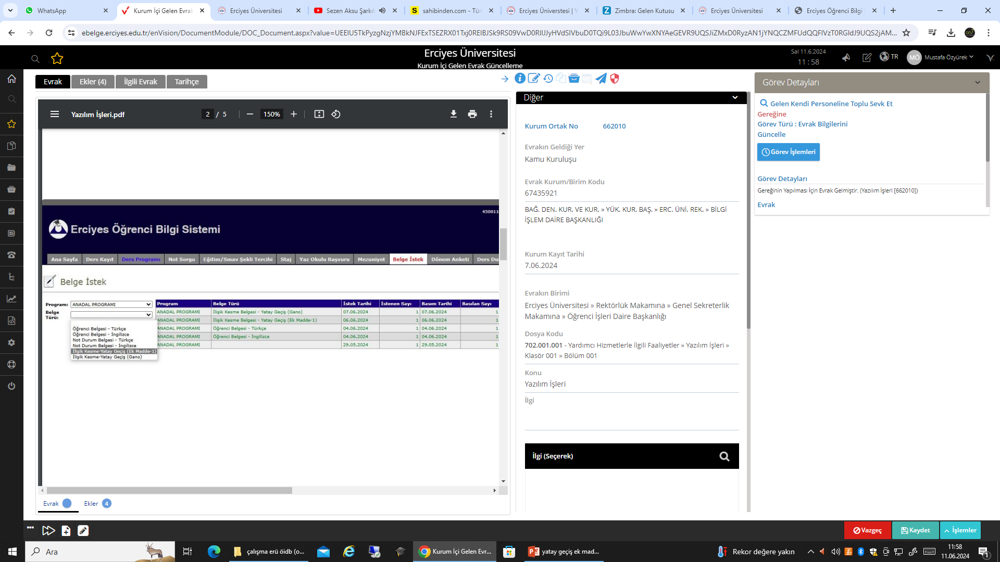 WhatsApp
Kurum İçi Gelen Evrak
Erciyes Üniversitesi
Sezen Aksu Şarkıl
sahibinden.com - Tür
Erciyes Üniverstesi | Y
Zimbra: Gelen Kutusu
Erciyes Üniversitesi
Erciyes Öğrenci Bilgi S
Erciyes Üniversitesi
Kurum İçi Gelen Evrak Güncelleme
Sal 11.6.2024
11 : 58
TR
MÖ
Mustafa Özyürek
Evrak
Ekler (4)
İlgili Evrak
Tarihçe
Yazılım İşleri.pdf
2 / 5
150%
45001
Erciyes Öğrenci Bilgi Sistemi
Ana Sayfa
Ders Kayıt
Ders Programı
Not Sorgu
Eğitim/Sınav Şekli Tercihi
Staj
Yaz Okulu Başvuru
Mezuniyet
Belge İstek
Dönem Anketi
Ders Du
Belge İstek
Program: ANADAL PROGRAMI
Belge Türü:
Öğrenci Belgesi - Türkçe
Öğrenci Belgesi - İngilizce
Not Durum Belgesi - Türkçe
Not Durum Belgesi - İngilizce
İlişik Kesme-Yatay Geçiş (Ek Madde-1)
İlişik Kesme-Yatay Geçiş (Gano)
Program Belge Türü İstek Tarihi İstenen Sayı Basım Tarihi Basılan Sayı
ANADAL PROGRAMI İlişik Kesme Belgesi - Yatay Geçiş (Gano) 07.06.2024 1 07.06.2024 1
ANADAL PROGRAMI İlişik Kesme Belgesi - Yatay Geçiş (Ek Madde-1) 06.06.2024 1 06.06.2024 1
ANADAL PROGRAMI Öğrenci Belgesi - Türkçe 04.06.2024 1 04.06.2024 1
ANADAL PROGRAMI Öğrenci Belgesi - İngilizce 04.06.2024 1 04.06.2024 1
ANADAL PROGRAMI 29.05.2024 1 29.05.2024 1
Evrak
Ekler 4
Diğer
Kurum Ortak No 662010
Evrakın Geldiği Yer
Kamu Kuruluşu
Evrak Kurum/Birim Kodu
67435921
BAĞ. DEN. KUR. VE KUR. » YÜK. KUR. BAŞ. » ERC. ÜNİ. REK. » BİLGİ
İŞLEM DAİRE BAŞKANLIĞI
Kurum Kayıt Tarihi
7.06.2024
Evrakın Birimi
Erciyes Üniversitesi » Rektörlük Makamına » Genel Sekreterlik
Makamına » Öğrenci İşleri Daire Başkanlığı
Dosya Kodu
702.001.001 - Yardımcı Hizmetlerle İlgili Faaliyetler » Yazılım İşleri »
Klasör 001 » Bölüm 001
Konu
Yazılım İşleri
İlgi
İlgi (Seçerek)
Görev Detayları
Gelen Kendi Personeline Toplu Sevk Et
Gereğine
Görev Türü : Evrak Bilgilerini
Güncelle
Görev İşlemleri
Görev Detayları
Gereğinin Yapılması İçin Evrak Gelmiştir. (Yazılım İşleri [662010])
Evrak
Vazgeç
Kaydet
İşlemler
Ara
çalışma erü öidb (o...
Kurum İçi Gelen Evr...
yatay geçiş ek mad...
Rekor değere yakın
11:58
11.06.2024
1